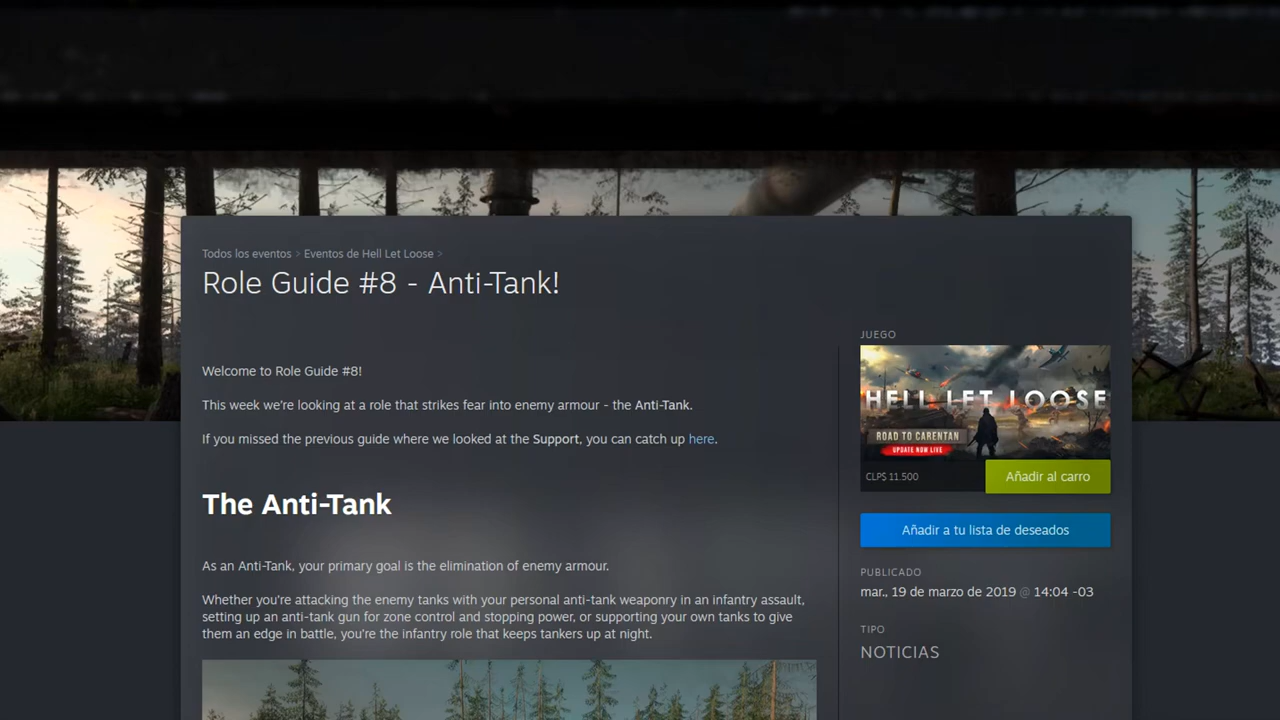 Todos los eventos > Eventos de Hell Let Loose >
Role Guide #8 - Anti-Tank!
Welcome to Role Guide #8!
This week we're looking at a role that strikes fear into enemy armour - the Anti-Tank.
If you missed the previous guide where we looked at the Support, you can catch up here.
The Anti-Tank
As an Anti-Tank, your primary goal is the elimination of enemy armour.
Whether you're attacking the enemy tanks with your personal anti-tank weaponry in an infantry assault,
setting up an anti-tank gun for zone control and stopping power, or supporting your own tanks to give
them an edge in battle, you're the infantry role that keeps tankers up at night.
JUEGO
HELL LET LOOSE
ROAD TO CARENTAN
UPDATE NOW LIVE
CLP$ 11.500
Añadir al carro
Añadir a tu lista de deseados
PUBLICADO
mar., 19 de marzo de 2019 @ 14:04 -03
TIPO
NOTICIAS